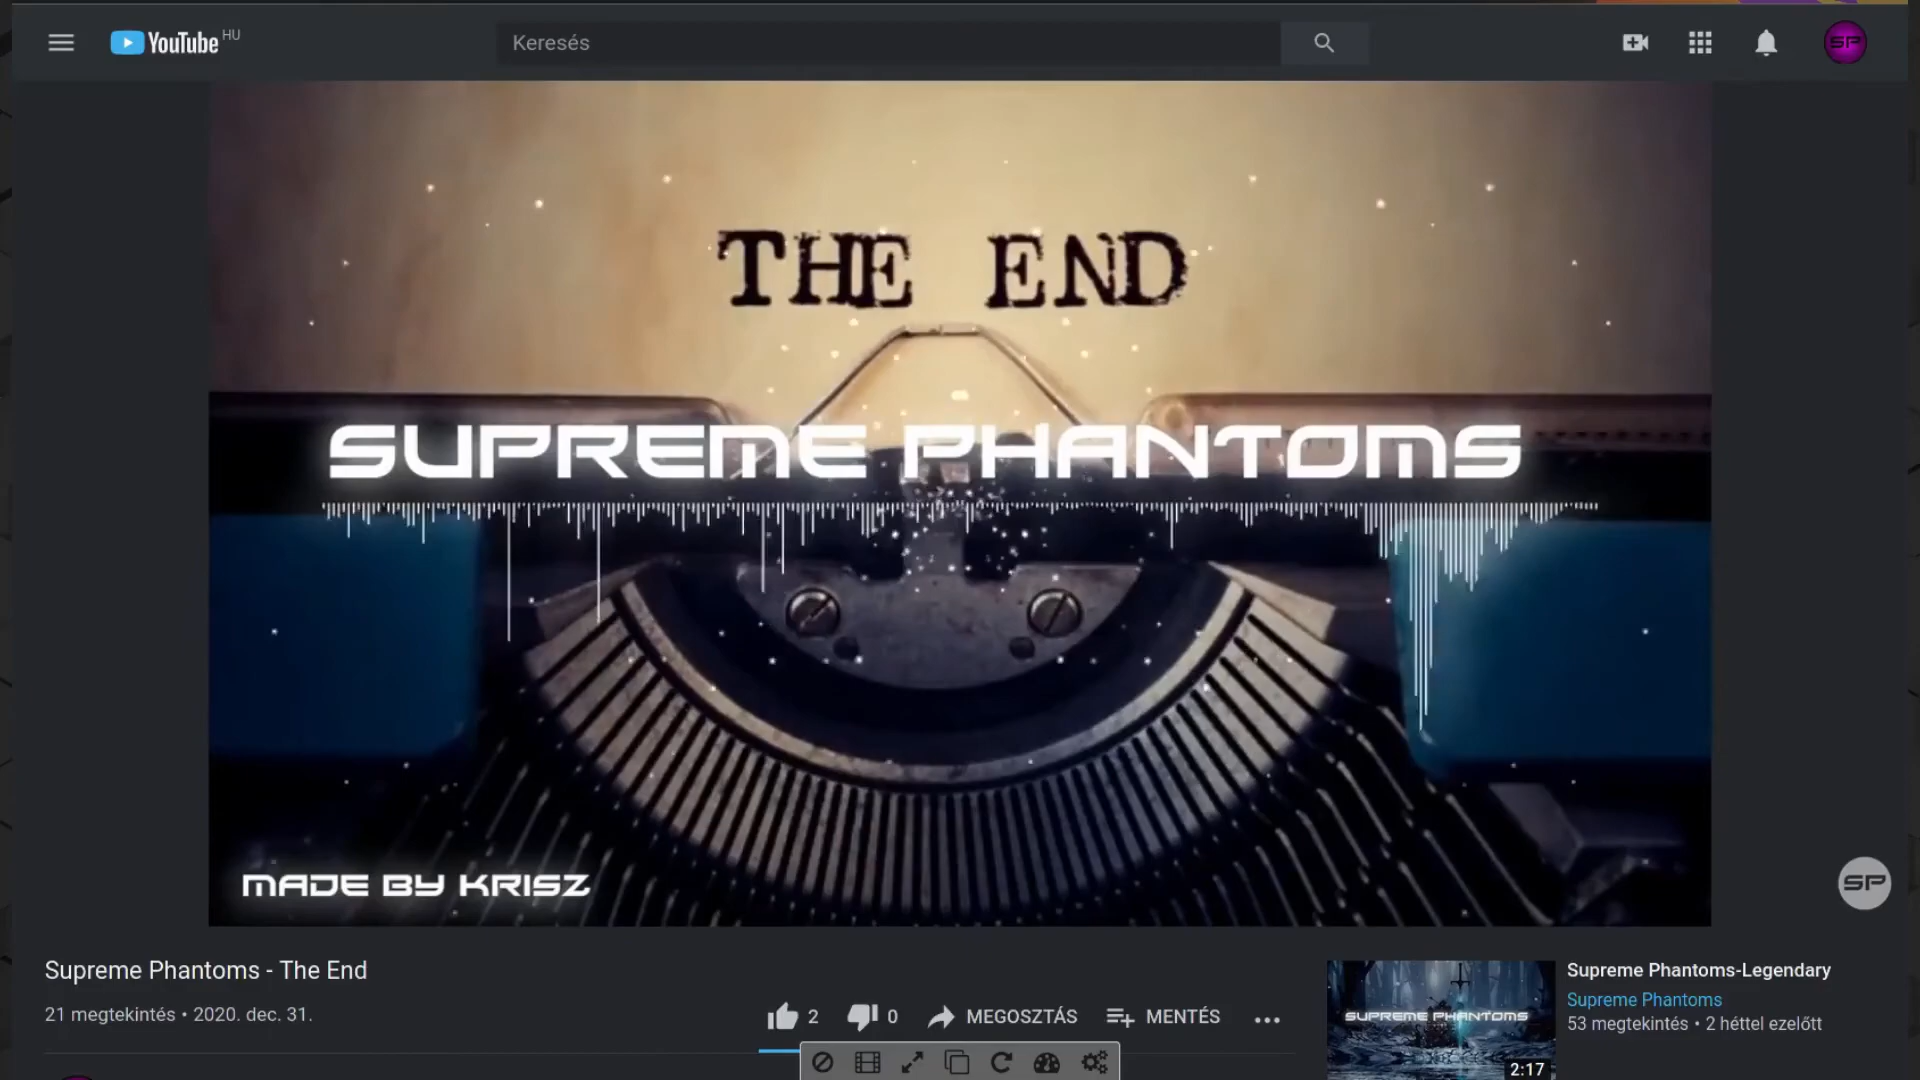 YouTube HU
Keresés
SP
THE END
SUPREME PHANTOMS
MADE BY KRISZ
SP
Supreme Phantoms - The End
21 megtekintés • 2020. dec. 31.
2
0
MEGOSZTÁS
MENTÉS
SUPREME PHANTOMS
2:17
Supreme Phantoms-Legendary
Supreme Phantoms
53 megtekintés • 2 héttel ezelőtt